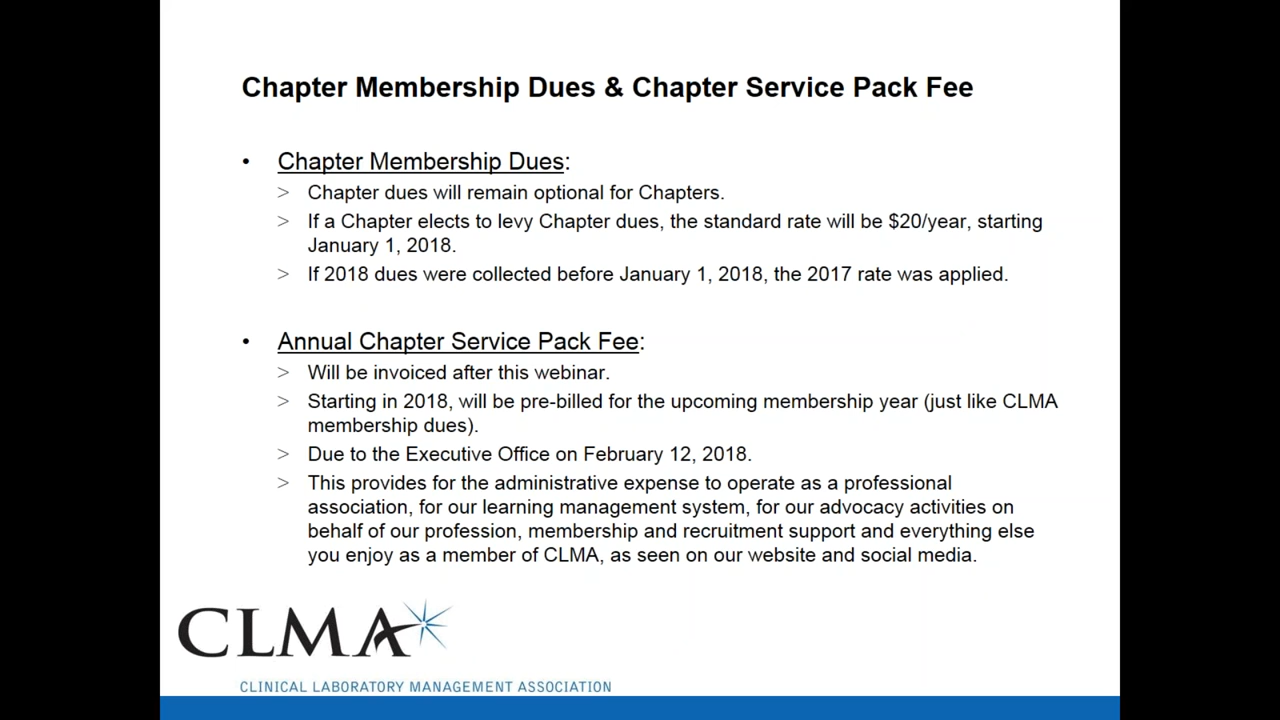 Chapter Membership Dues & Chapter Service Pack Fee
• Chapter Membership Dues:
> Chapter dues will remain optional for Chapters.
> If a Chapter elects to levy Chapter dues, the standard rate will be $20/year, starting
January 1, 2018.
> If 2018 dues were collected before January 1, 2018, the 2017 rate was applied.
• Annual Chapter Service Pack Fee:
> Will be invoiced after this webinar.
> Starting in 2018, will be pre-billed for the upcoming membership year (just like CLMA
membership dues).
> Due to the Executive Office on February 12, 2018.
> This provides for the administrative expense to operate as a professional
association, for our learning management system, for our advocacy activities on
behalf of our profession, membership and recruitment support and everything else
you enjoy as a member of CLMA, as seen on our website and social media.
CLMA
CLINICAL LABORATORY MANAGEMENT ASSOCIATION